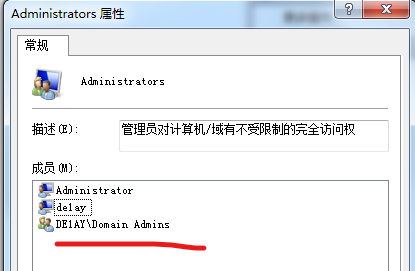 Administrators 属性
常规
Administrators
描述(E):
管理员对计算机/域有不受限制的完全访问权
成员(M):
Administrator
delay
DE1AY\Domain Admins